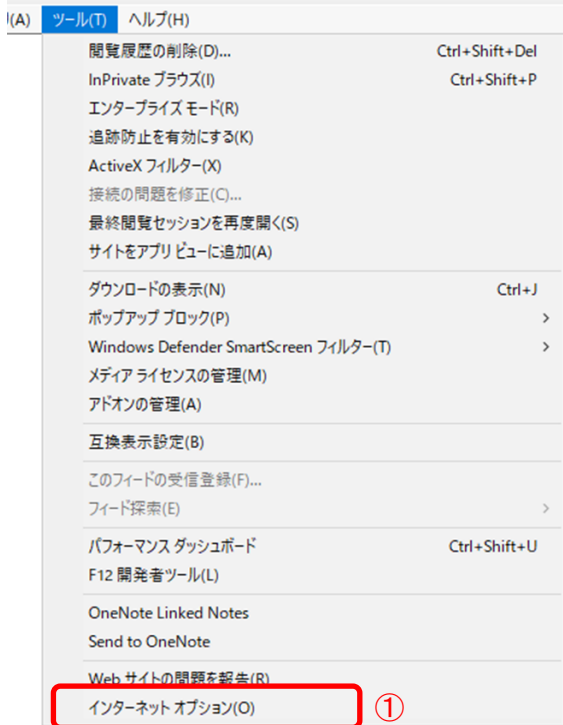 (A) ツール(T) ヘルプ(H)
閲覧履歴の削除(D)... Ctrl+Shift+Del
InPrivate ブラウズ(I) Ctrl+Shift+P
エンタープライズ モード(R)
追跡防止を有効にする(K)
ActiveX フィルター(X)
接続の問題を修正(C)...
最終閲覧セッションを再度開く(S)
サイトをアプリ ビューに追加(A)
ダウンロードの表示(N) Ctrl+J
ポップアップ ブロック(P)
Windows Defender SmartScreen フィルター(T)
メディア ライセンスの管理(M)
アドオンの管理(A)
互換表示設定(B)
このフィードの受信登録(F)...
フィード探索(E)
パフォーマンス ダッシュボード Ctrl+Shift+U
F12 開発者ツール(L)
OneNote Linked Notes
Send to OneNote
Web サイトの問題を報告(R)
インターネット オプション(O) ①